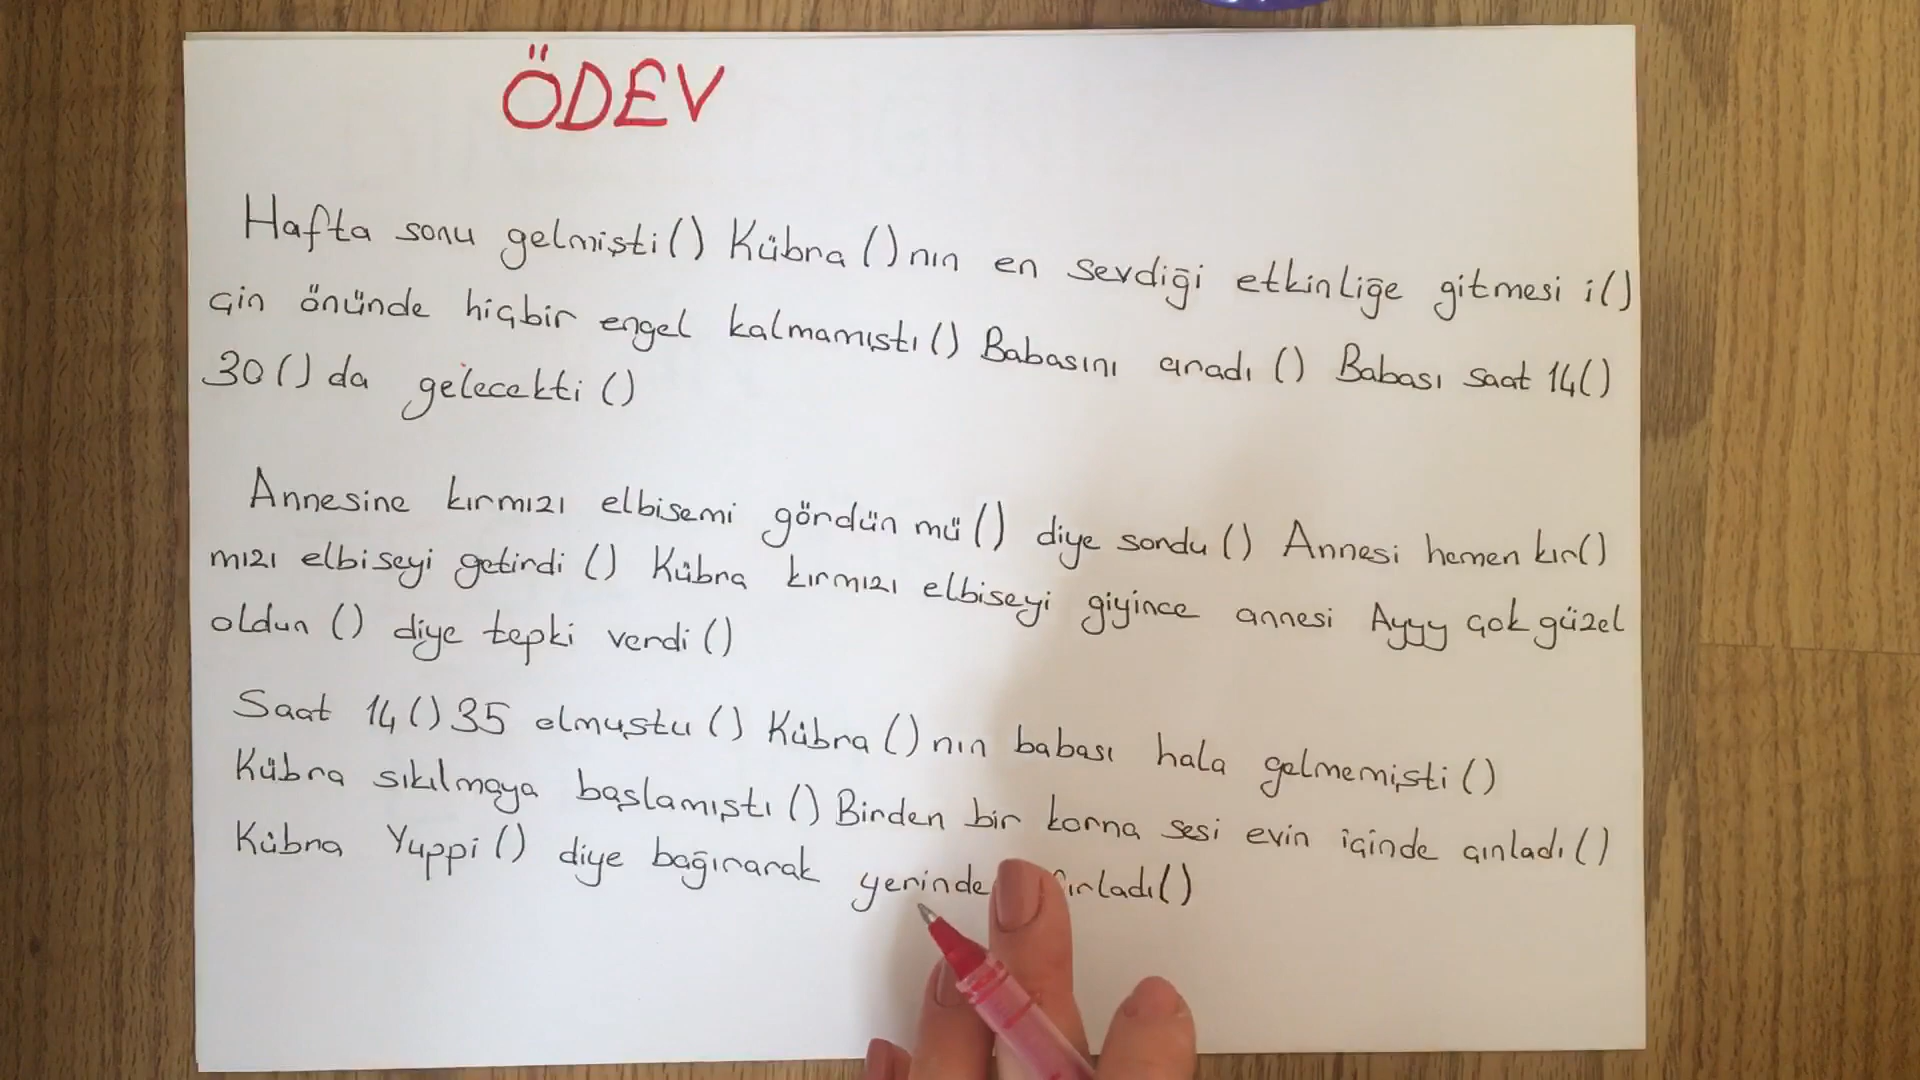 ÖDEV
Hafta sonu gelmişti () Kübra ()nın en sevdiği etkinliğe gitmesi i()
çin önünde hiçbir engel kalmamıştı () Babasını aradı () Babası saat 14()
30 () da gelecekti ()
Annesine kırmızı elbisemi gördün mü () diye sordu () Annesi hemen kır()
mızı elbiseyi getirdi () Kübra kırmızı elbiseyi giyince annesi Ayyy çok güzel
oldun () diye tepki verdi ()
Saat 14 () 35 olmuştu () Kübra ()nın babası hala gelmemişti ()
Kübra sıkılmaya başlamıştı () Birden bir korna sesi evin içinde çınladı ()
Kübra Yuppi () diye bağırarak ()